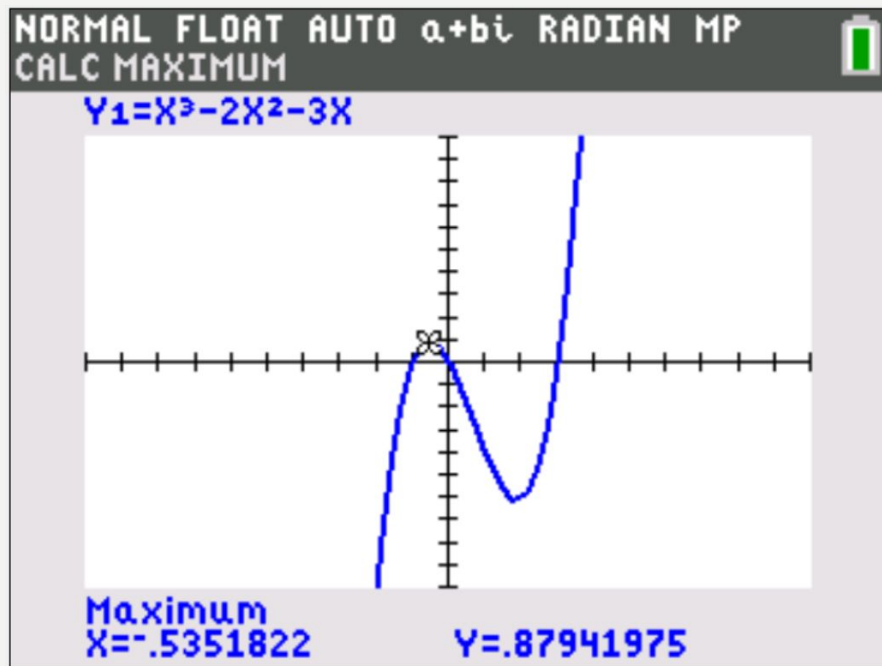 NORMAL FLOAT AUTO a+bi RADIAN MP
CALC MAXIMUM
Y₁=X³-2X²-3X
Maximum
X=⁻.5351822 Y=.87941975